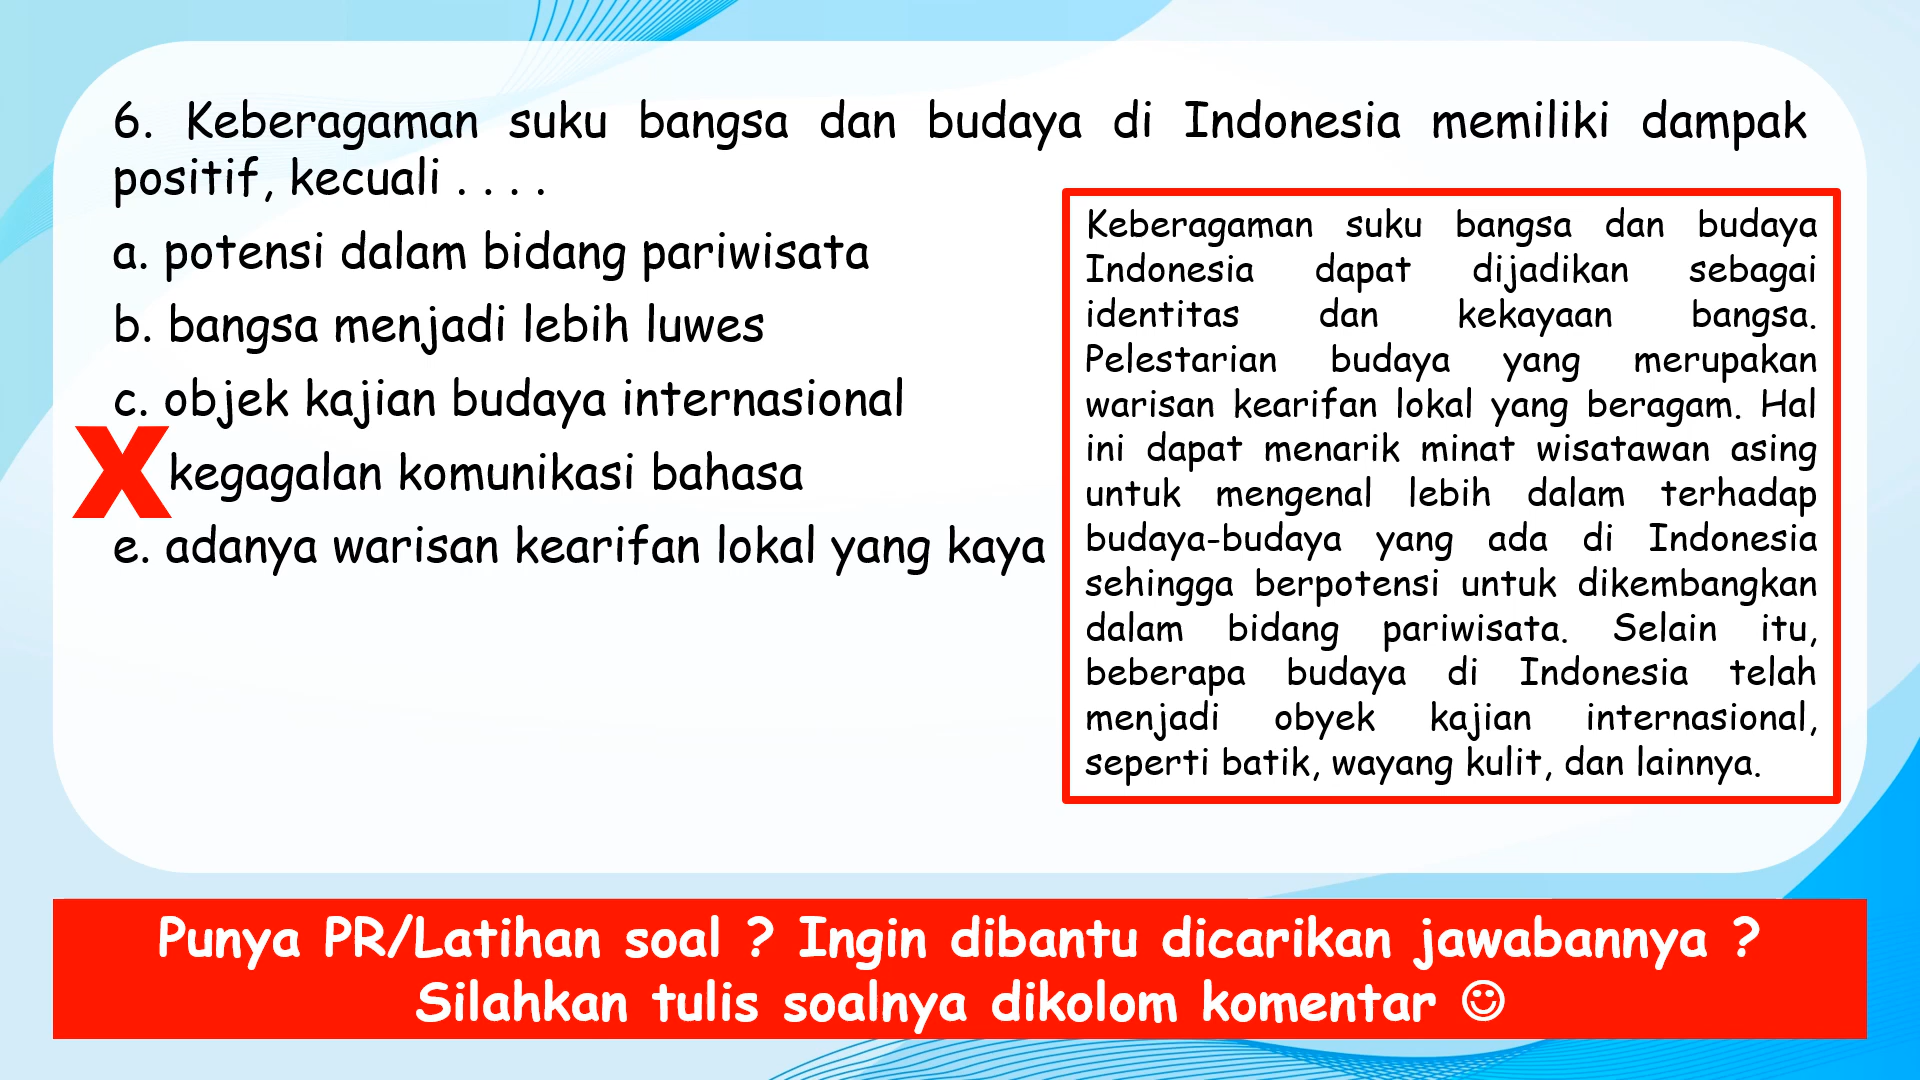 6. Keberagaman suku bangsa dan budaya di Indonesia memiliki dampak
positif, kecuali . . . .
a. potensi dalam bidang pariwisata
b. bangsa menjadi lebih luwes
c. objek kajian budaya internasional
X kegagalan komunikasi bahasa
e. adanya warisan kearifan lokal yang kaya
Keberagaman suku bangsa dan budaya
Indonesia dapat dijadikan sebagai
identitas dan kekayaan bangsa.
Pelestarian budaya yang merupakan
warisan kearifan lokal yang beragam. Hal
ini dapat menarik minat wisatawan asing
untuk mengenal lebih dalam terhadap
budaya-budaya yang ada di Indonesia
sehingga berpotensi untuk dikembangkan
dalam bidang pariwisata. Selain itu,
beberapa budaya di Indonesia telah
menjadi obyek kajian internasional,
seperti batik, wayang kulit, dan lainnya.
Punya PR/Latihan soal ? Ingin dibantu dicarikan jawabannya ?
Silahkan tulis soalnya dikolom komentar ☺